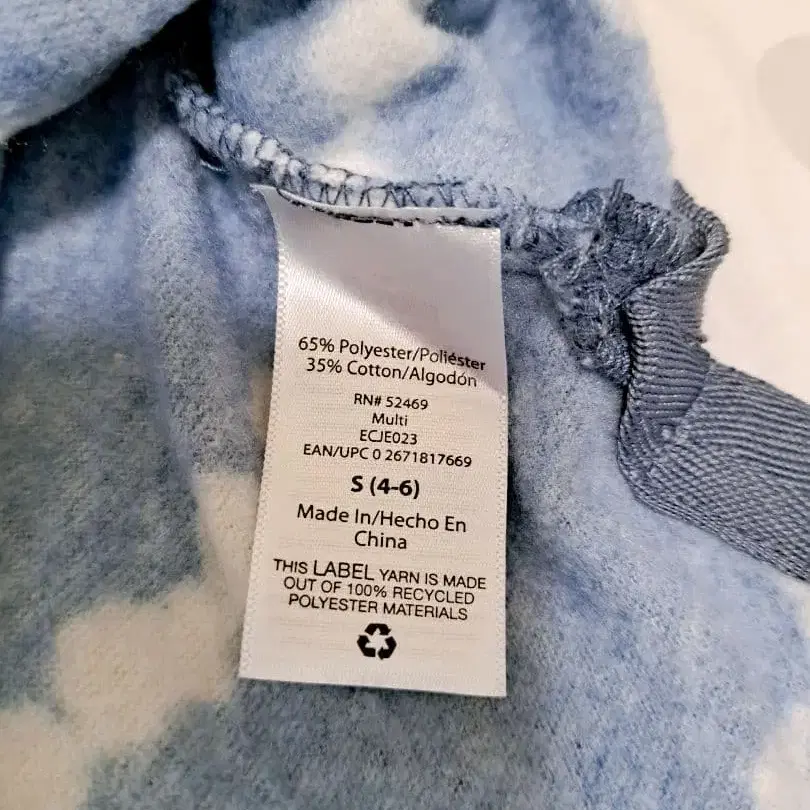 65% Polyester/Poliéster
35% Cotton/Algodón
RN# 52469
Multi
ECJE023
EAN/UPC 0 2671817669
S (4-6)
Made In/Hecho En
China
THIS LABEL YARN IS MADE
OUT OF 100% RECYCLED
POLYESTER MATERIALS